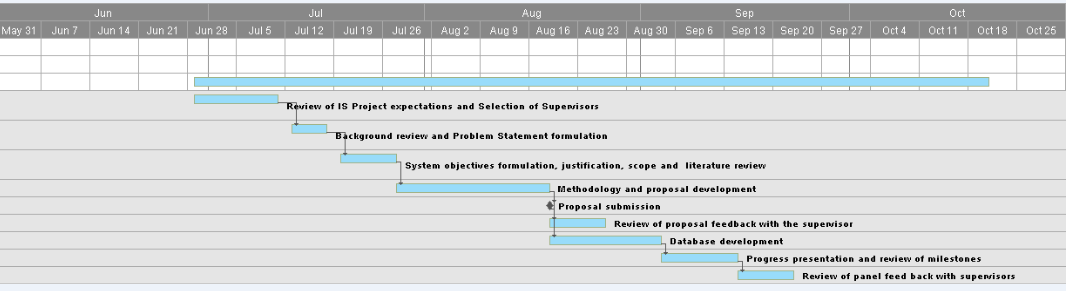 Jun Jul Aug Sep Oct
May 31 Jun 7 Jun 14 Jun 21 Jun 28 Jul 5 Jul 12 Jul 19 Jul 26 Aug 2 Aug 9 Aug 16 Aug 23 Aug 30 Sep 6 Sep 13 Sep 20 Sep 27 Oct 4 Oct 11 Oct 18 Oct 25
Review of IS Project expectations and Selection of Supervisors
Background review and Problem Statement formulation
System objectives formulation, justification, scope and literature review
Methodology and proposal development
Proposal submission
Review of proposal feedback with the supervisor
Database development
Progress presentation and review of milestones
Review of panel feed back with supervisors